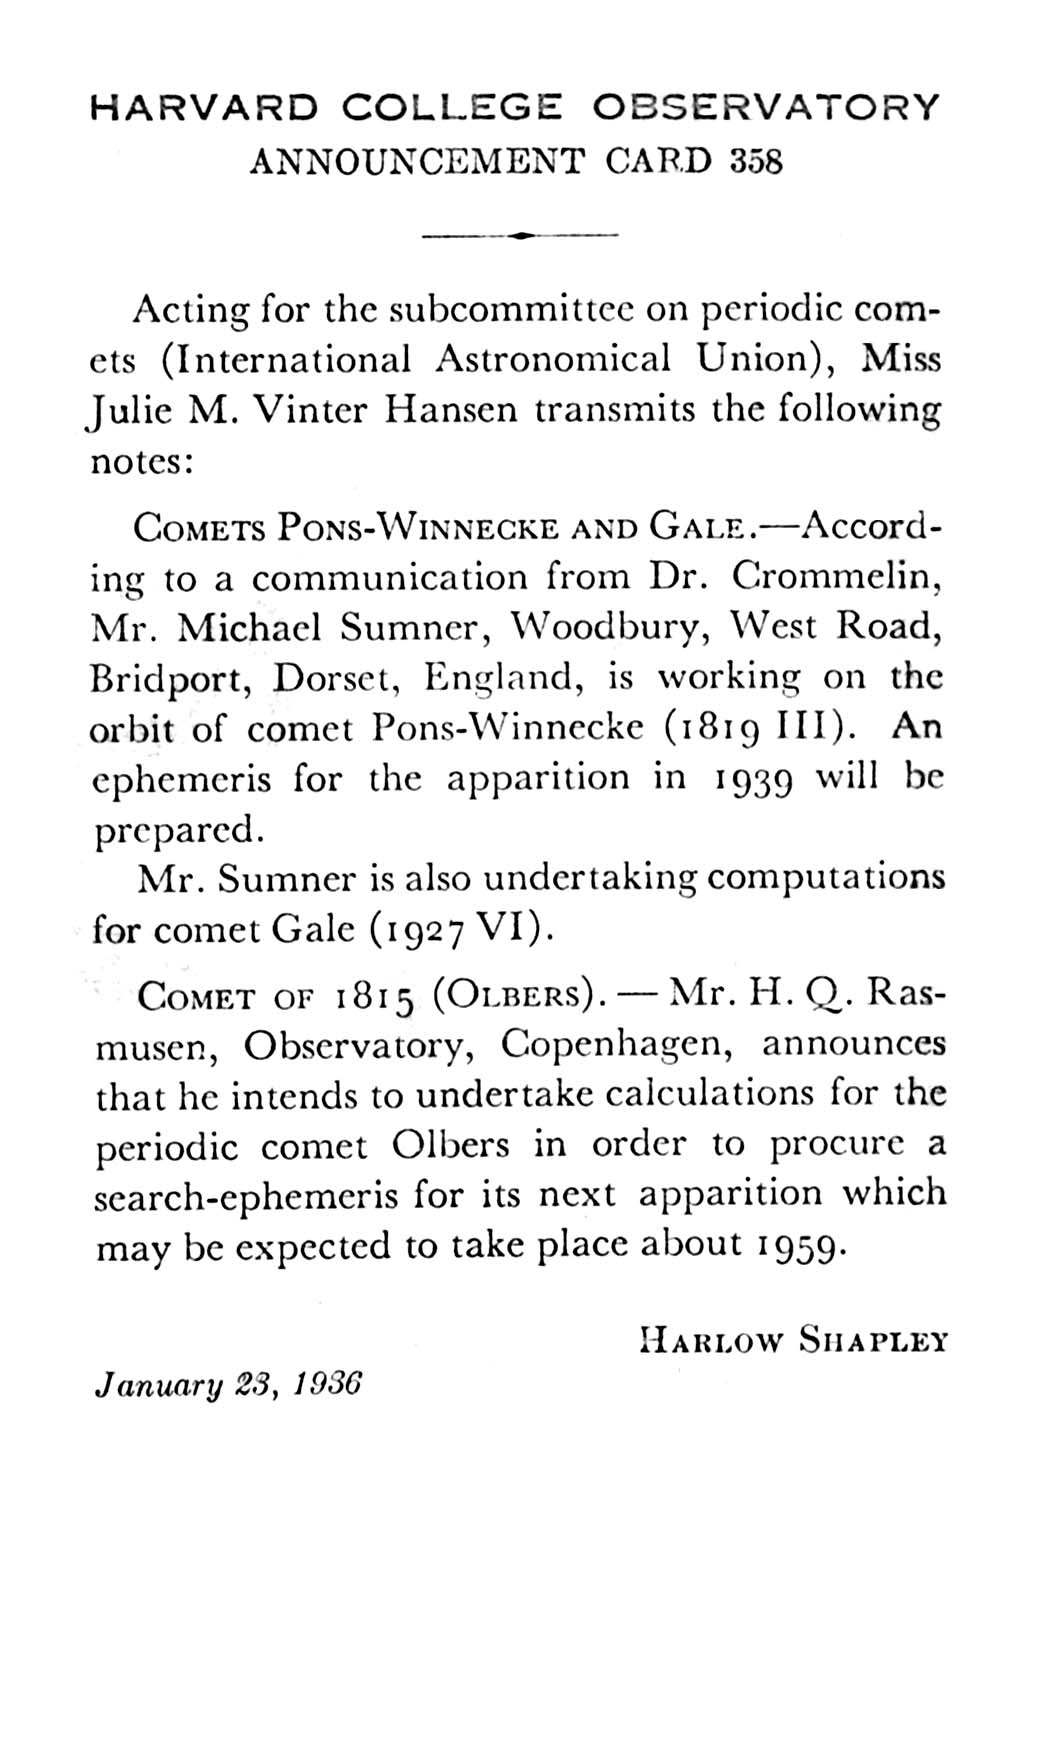 HARVARD COLLEGE OBSERVATORY
ANNOUNCEMENT CARD 358
Acting for the subcommittee on periodic com-
ets (International Astronomical Union), Miss
Julie M. Vinter Hansen transmits the following
notes:
COMETS PONS-WINNECKE AND GALE.—Accord-
ing to a communication from Dr. Crommelin,
Mr. Michael Sumner, Woodbury, West Road,
Bridport, Dorset, England, is working on the
orbit of comet Pons-Winnecke (1819 III). An
ephemeris for the apparition in 1939 will be
prepared.
Mr. Sumner is also undertaking computations
for comet Gale (1927 VI).
COMET OF 1815 (OLBERS). — Mr. H. Q. Ras-
musen, Observatory, Copenhagen, announces
that he intends to undertake calculations for the
periodic comet Olbers in order to procure a
search-ephemeris for its next apparition which
may be expected to take place about 1959.
HARLOW SHAPLEY
January 23, 1936